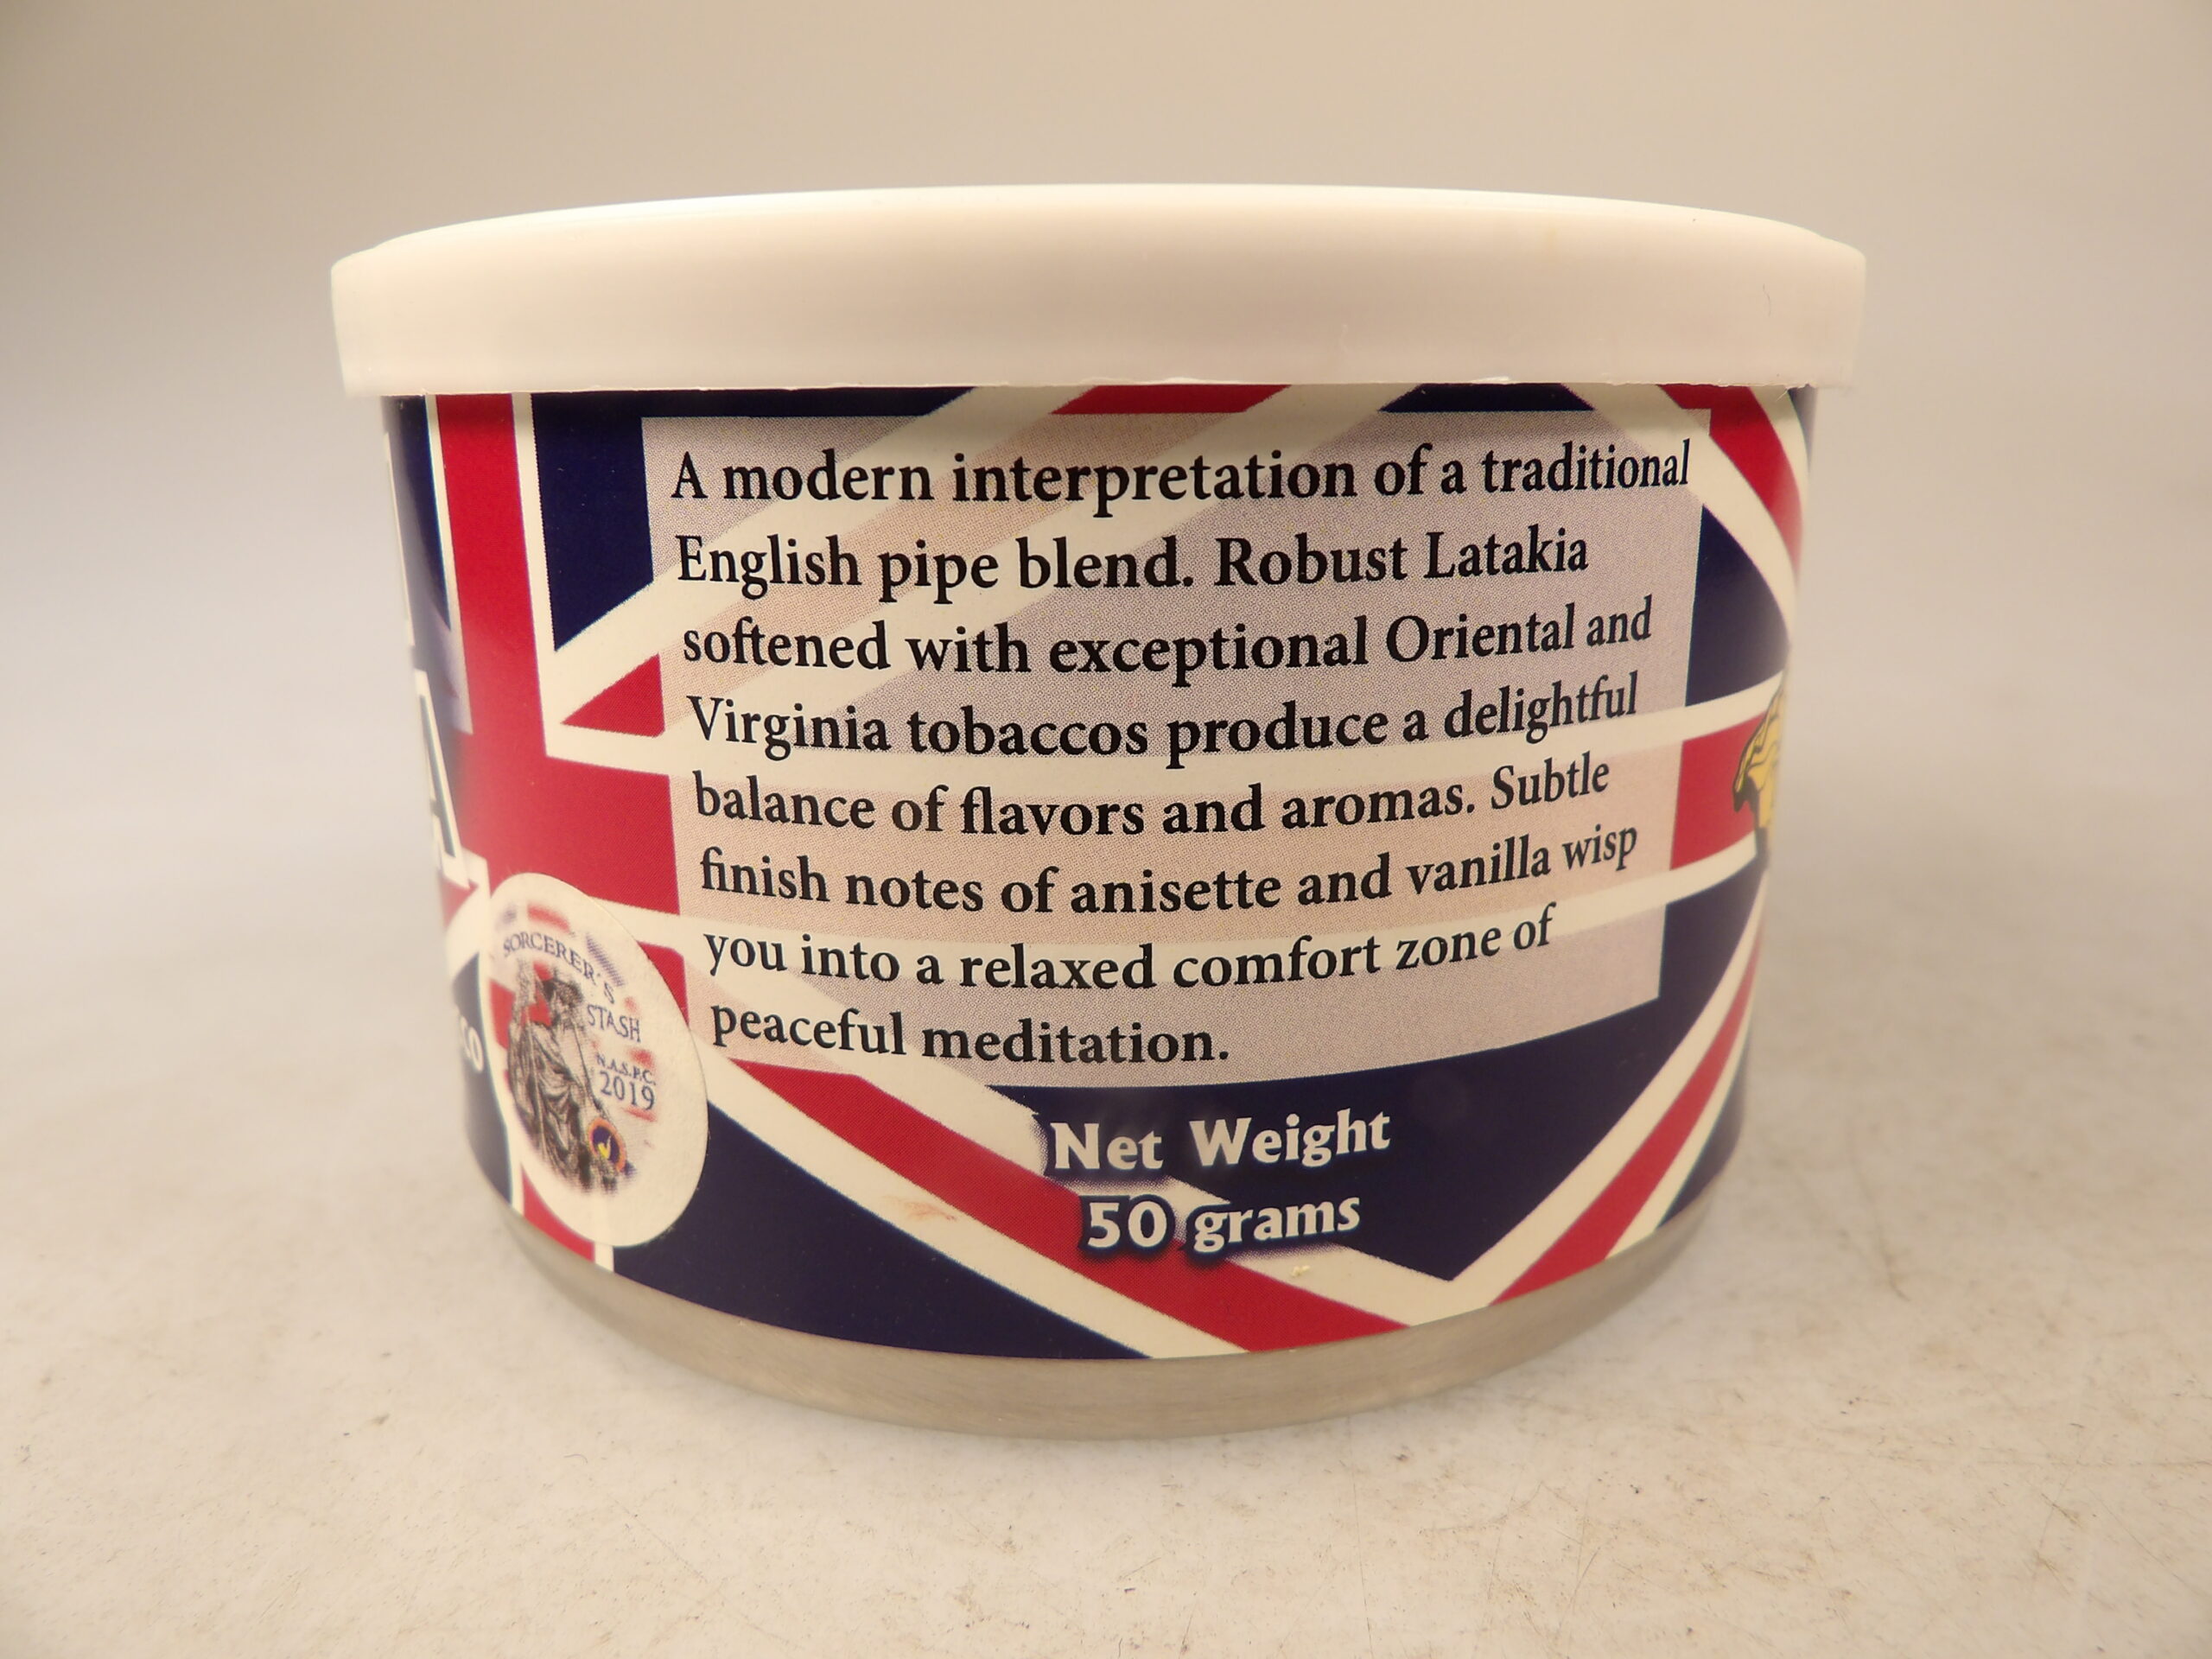 A modern interpretation of a traditional
English pipe blend. Robust Latakia
softened with exceptional Oriental and
Virginia tobaccos produce a delightful
balance of flavors and aromas. Subtle
finish notes of anisette and vanilla wisp
you into a relaxed comfort zone of
peaceful meditation.
Net Weight
50 grams
SORCERER'S
STASH
N.A.S.P.C.
2019